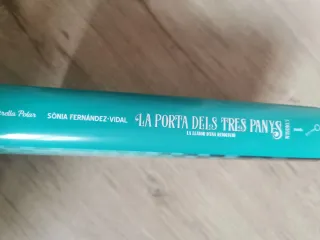 Estrella Polar
SÒNIA FERNÁNDEZ-VIDAL
LA PORTA DELS TRES PANYS